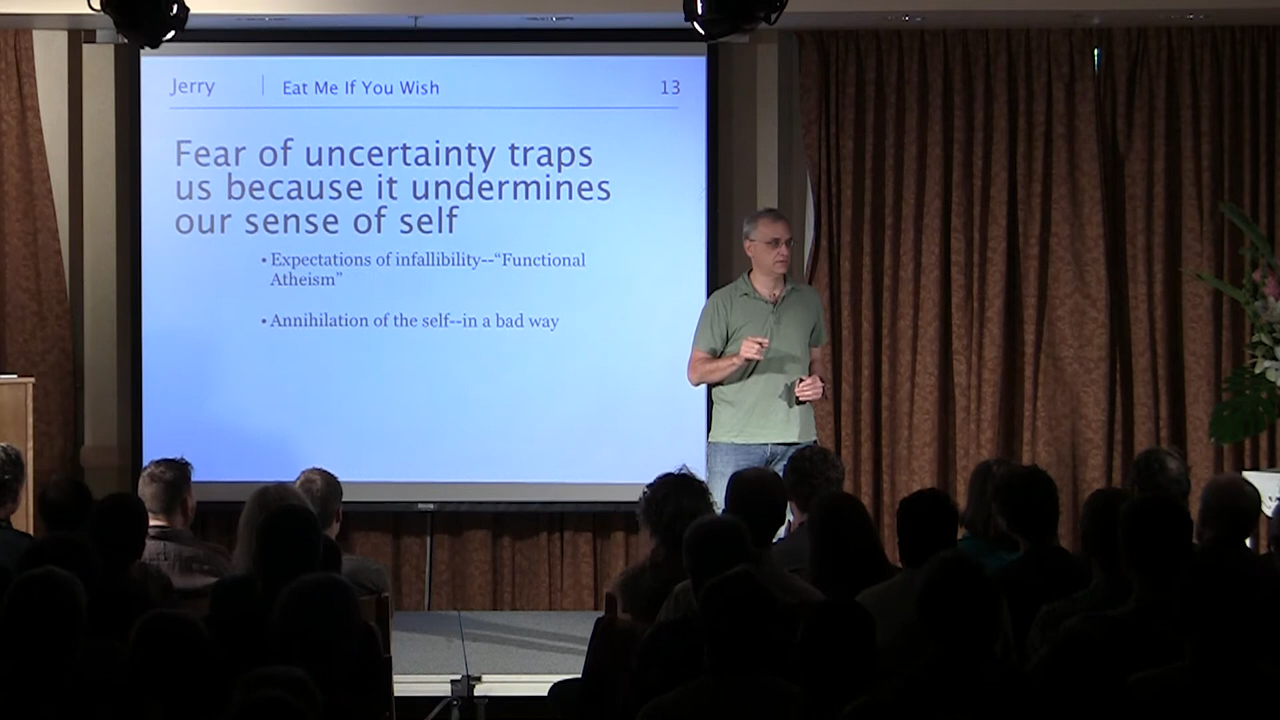 Jerry Eat Me If You Wish 13
Fear of uncertainty traps
us because it undermines
our sense of self
• Expectations of infallibility--“Functional
Atheism”
• Annihilation of the self--in a bad way